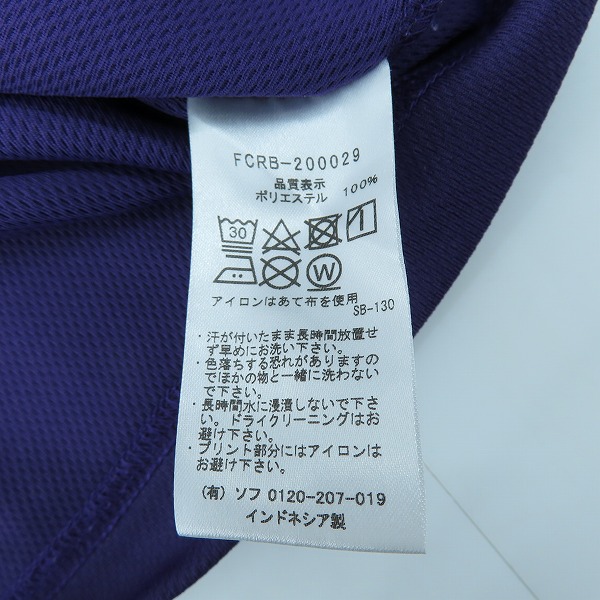 FCRB-200029
品質表示
ポリエステル 100%
30
W
アイロンはあて布を使用
SB-130
・汗が付いたまま長時間放置せ
ず早めにお洗い下さい。
・色落ちする恐れがありますの
でほかの物と一緒に洗わない
で下さい。
・長時間水に浸漬しないで下さ
い。ドライクリーニングはお
避け下さい。
・プリント部分にはアイロンは
お避け下さい。
(有) ソフ 0120-207-019
インドネシア製